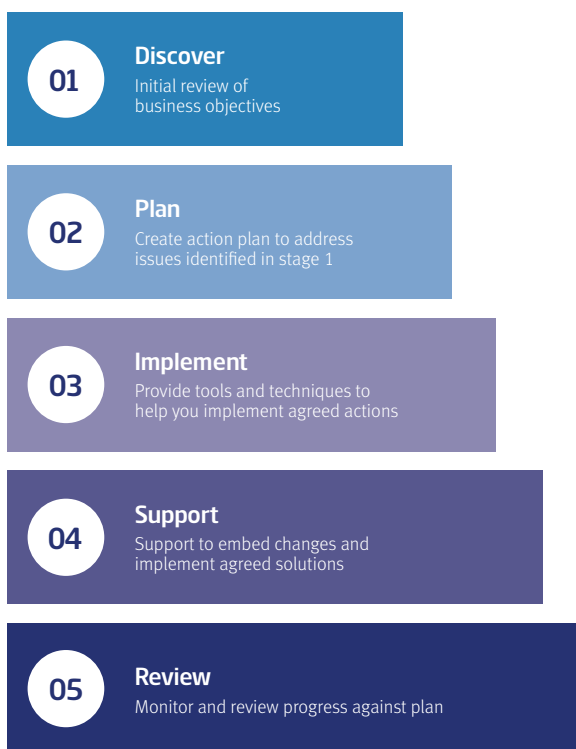 01
Discover
Initial review of
business objectives
02
Plan
Create action plan to address
issues identified in stage 1
03
Implement
Provide tools and techniques to
help you implement agreed actions
04
Support
Support to embed changes and
implement agreed solutions
05
Review
Monitor and review progress against plan